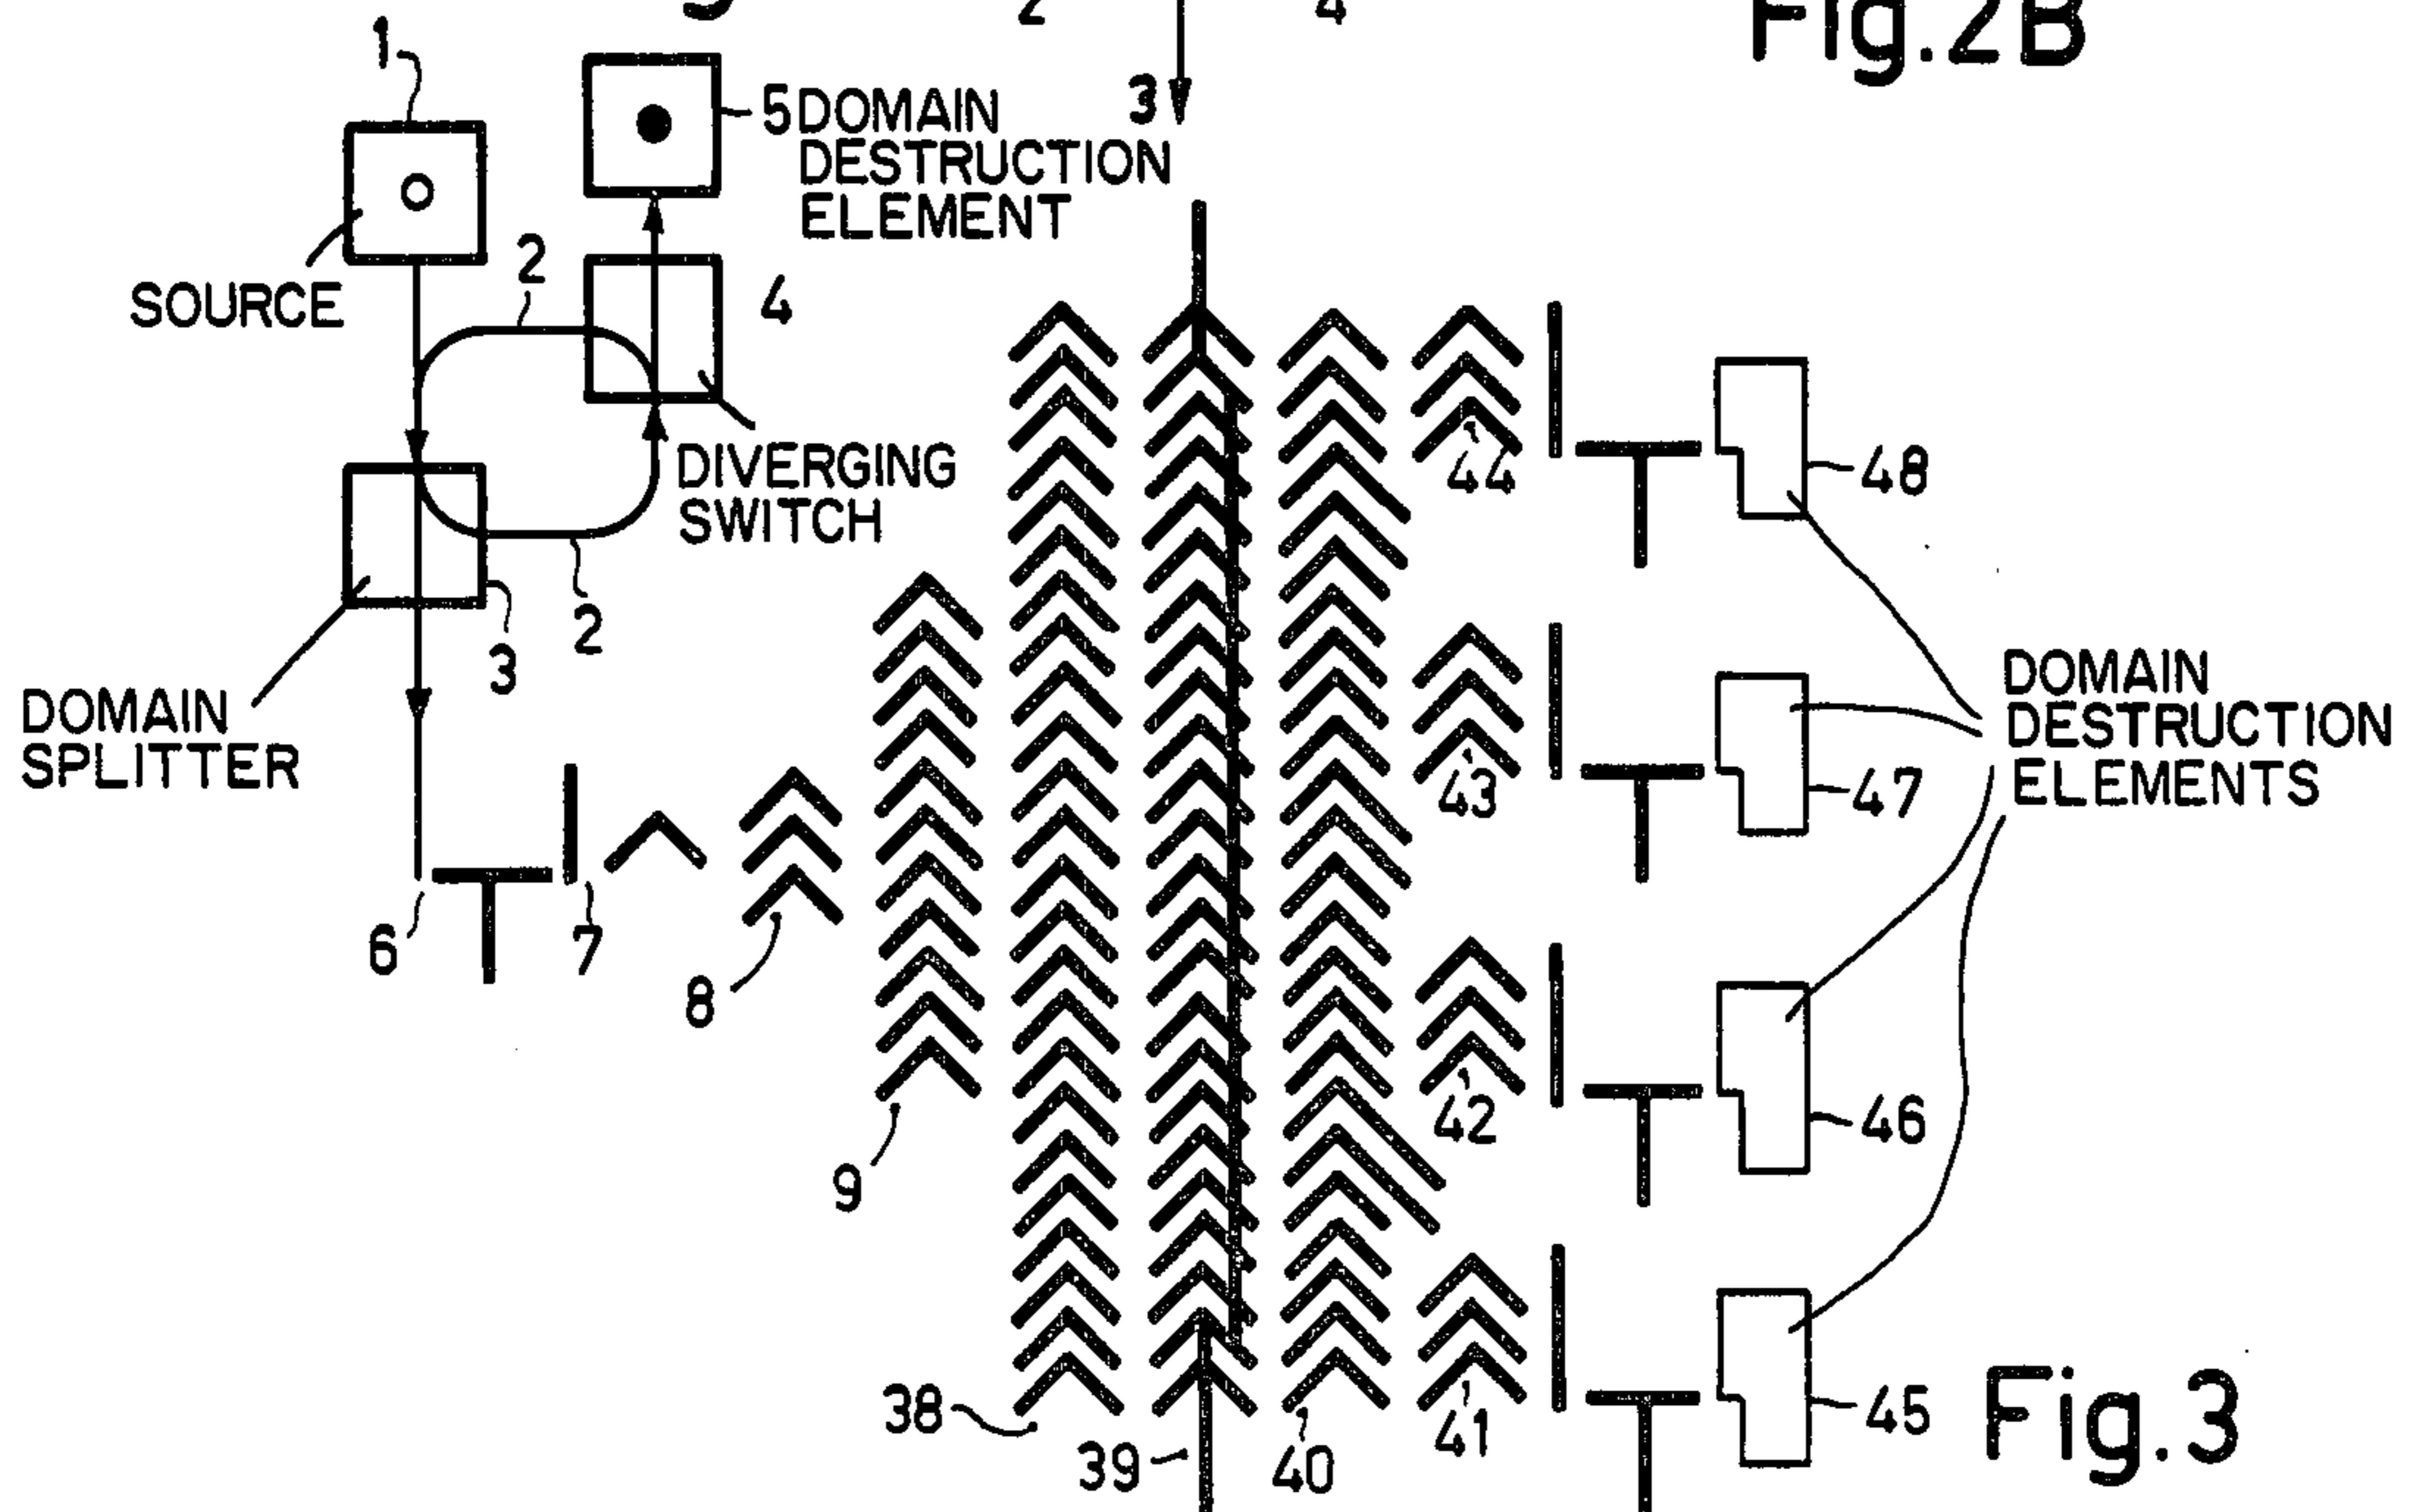 2
4
Fig.2B
1
5 DOMAIN
DESTRUCTION
ELEMENT
3
SOURCE
2
4
DIVERGING
SWITCH
44
48
2
3
DOMAIN
SPLITTER
43
47
DOMAIN
DESTRUCTION
ELEMENTS
6
7
8
42
46
9
38
39
40
41
45
Fig.3